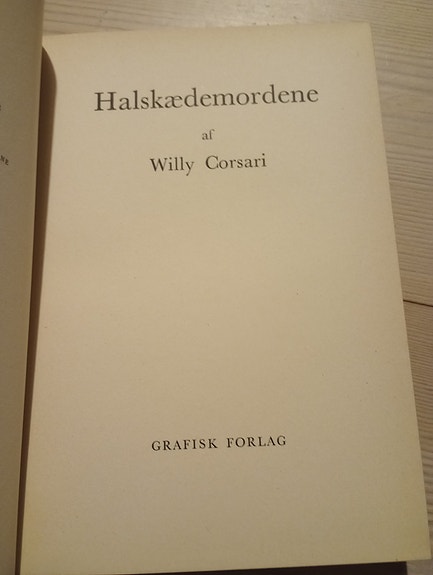 Halskædemordene
af
Willy Corsari
GRAFISK FORLAG